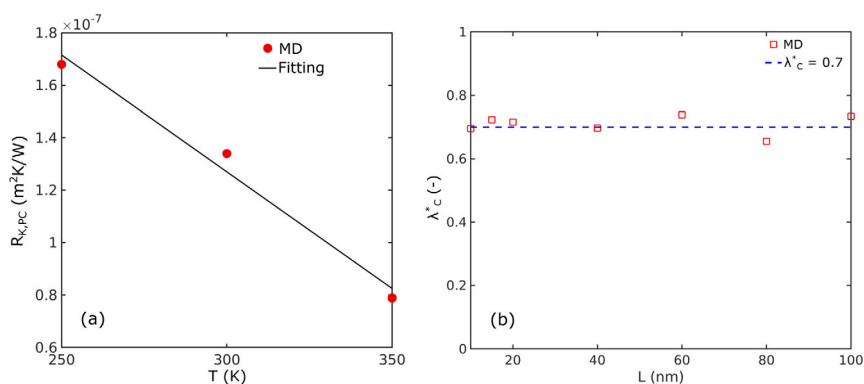 ×10⁻⁷
1.8
1.6
1.4
1.2
1
0.8
0.6
250
300
350
T (K)
R_K,PC (m²K/W)
MD
Fitting
(a)
1
0.8
0.6
0.4
0.2
0
20
40
60
80
100
L (nm)
λ*_C (-)
MD
λ*_C = 0.7
(b)